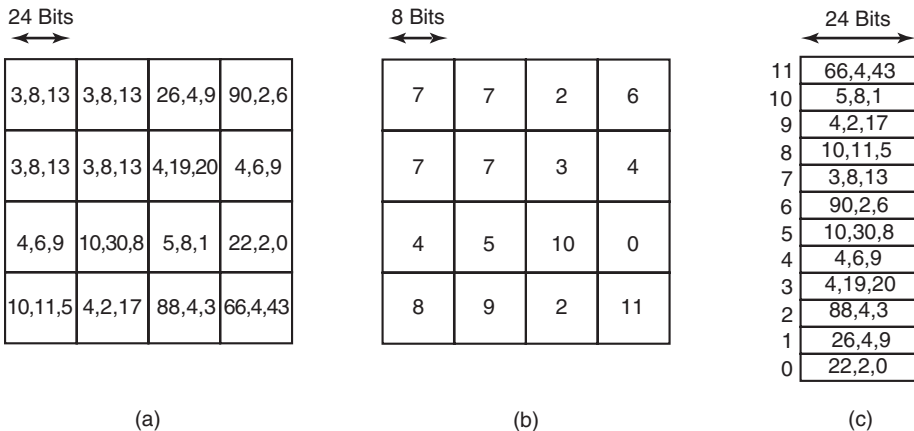 24 Bits
3,8,13 3,8,13 26,4,9 90,2,6
3,8,13 3,8,13 4,19,20 4,6,9
4,6,9 10,30,8 5,8,1 22,2,0
10,11,5 4,2,17 88,4,3 66,4,43
(a)
8 Bits
7 7 2 6
7 7 3 4
4 5 10 0
8 9 2 11
(b)
24 Bits
11 66,4,43
10 5,8,1
9 4,2,17
8 10,11,5
7 3,8,13
6 90,2,6
5 10,30,8
4 4,6,9
3 4,19,20
2 88,4,3
1 26,4,9
0 22,2,0
(c)